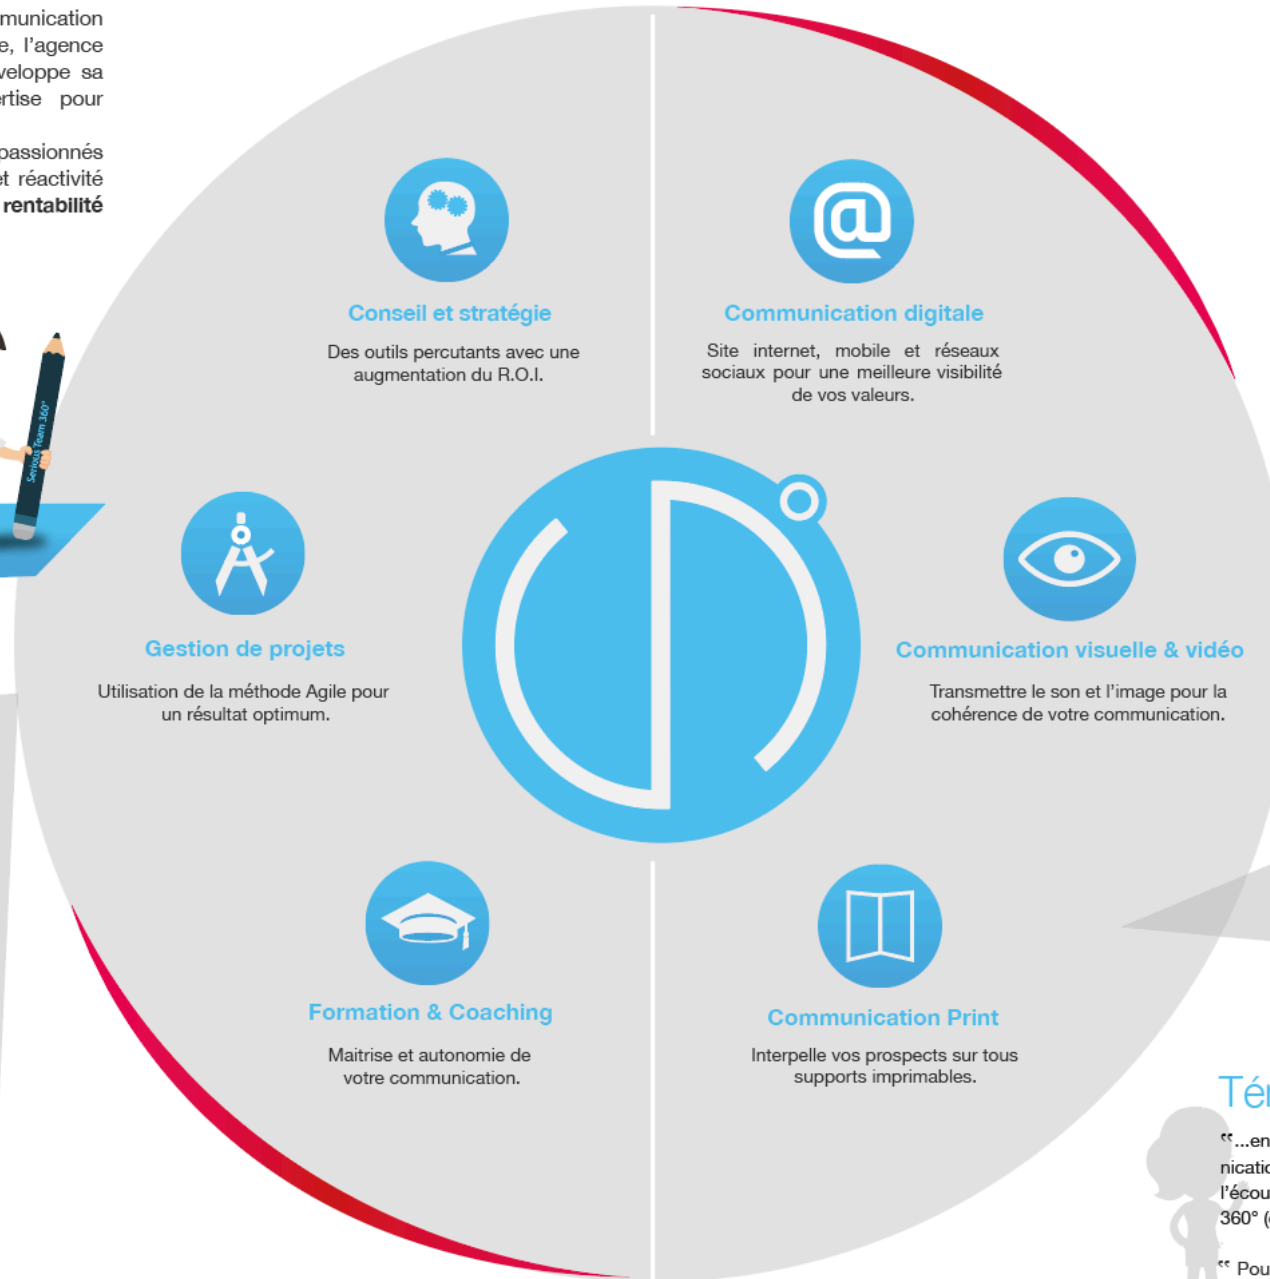 munication
e, l'agence
veloppe sa
ertise pour
passionnés
et réactivité
rentabilité
Serious Team 360°
Conseil et stratégie
Des outils percutants avec une
augmentation du R.O.I.
Communication digitale
Site internet, mobile et réseaux
sociaux pour une meilleure visibilité
de vos valeurs.
Gestion de projets
Utilisation de la méthode Agile pour
un résultat optimum.
Communication visuelle & vidéo
Transmettre le son et l'image pour la
cohérence de votre communication.
Formation & Coaching
Maitrise et autonomie de
votre communication.
Communication Print
Interpelle vos prospects sur tous
supports imprimables.
Tér
“...en
nicatio
l'écou
360° (
“ Pou